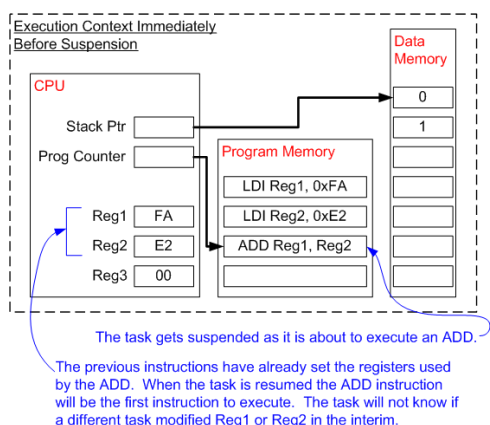 Execution Context Immediately
Before Suspension
Data
Memory
CPU
0
Stack Ptr
1
Prog Counter
Program Memory
LDI Reg1, 0xFA
Reg1 FA
LDI Reg2, 0xE2
Reg2 E2
ADD Reg1, Reg2
Reg3 00
The task gets suspended as it is about to execute an ADD.
The previous instructions have already set the registers used
by the ADD. When the task is resumed the ADD instruction
will be the first instruction to execute. The task will not know if
a different task modified Reg1 or Reg2 in the interim.